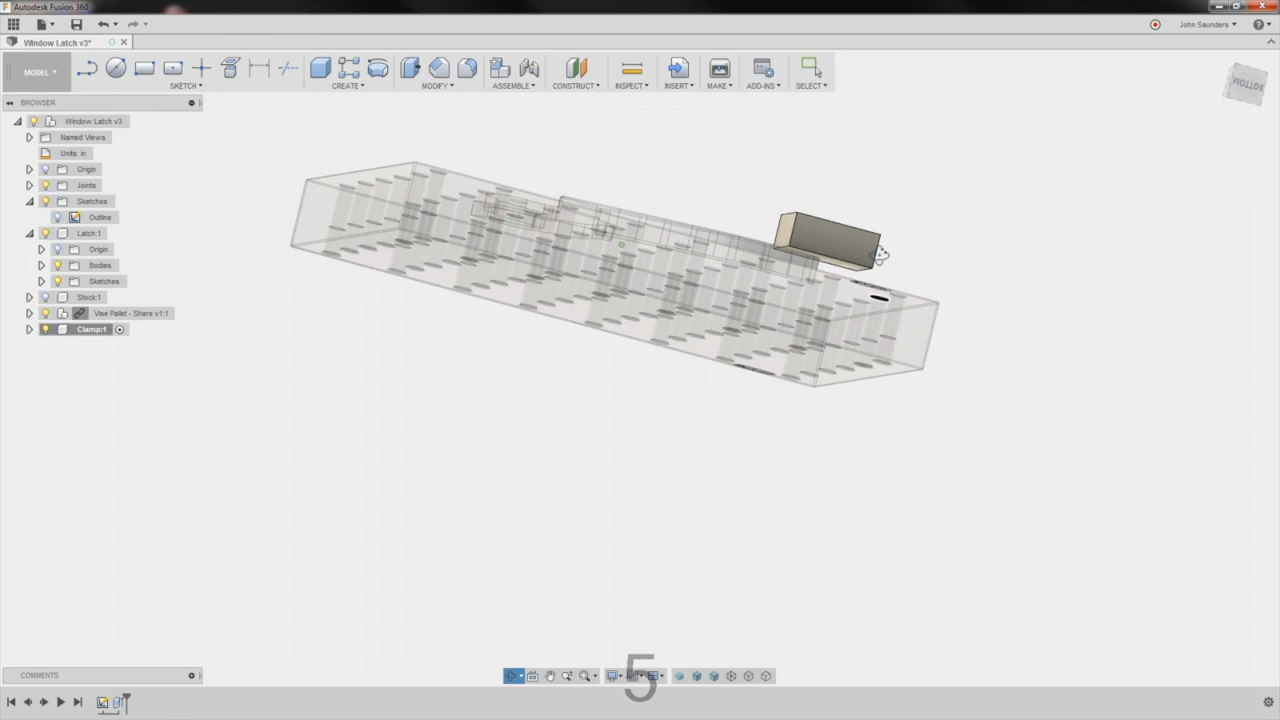 Autodesk Fusion 360
John Saunders
Window Latch v3*
MODEL
SKETCH
CREATE
MODIFY
ASSEMBLE
CONSTRUCT
INSPECT
INSERT
MAKE
ADD-INS
SELECT
BOTTOM
BROWSER
Window Latch v3
Named Views
Units: in
Origin
Joints
Sketches
Outline
Latch:1
Origin
Bodies
Sketches
Stock:1
Vise Pallet - Share v1:1
Clamp:1
COMMENTS
5